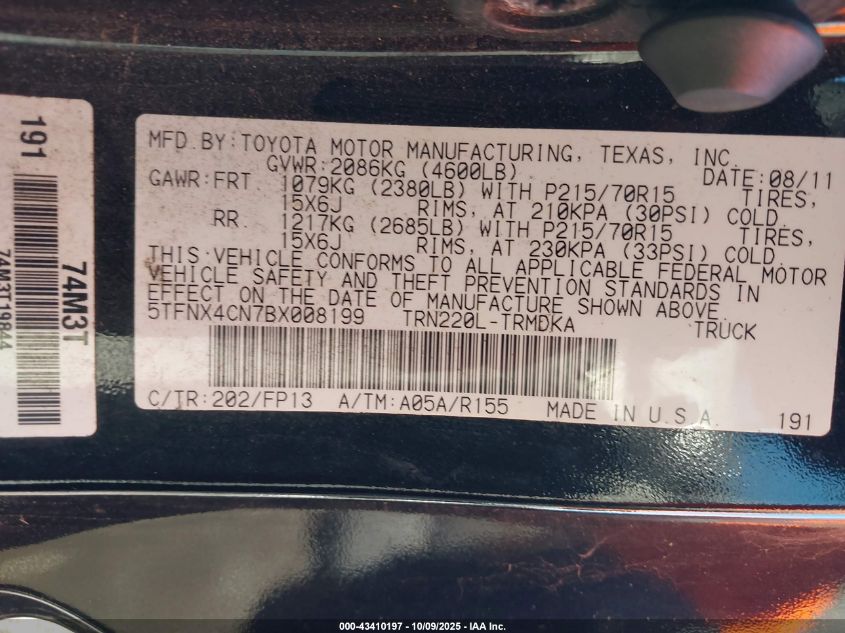 191
74M3T
74M3T19844
MFD.BY:TOYOTA MOTOR MANUFACTURING, TEXAS, INC.
GVWR:2086KG (4600LB) DATE:08/11
GAWR:FRT 1079KG (2380LB) WITH P215/70R15 TIRES,
15X6J RIMS, AT 210KPA (30PSI) COLD
RR. 1217KG (2685LB) WITH P215/70R15 TIRES,
15X6J RIMS, AT 230KPA (33PSI) COLD.
THIS VEHICLE CONFORMS TO ALL APPLICABLE FEDERAL MOTOR
VEHICLE SAFETY AND THEFT PREVENTION STANDARDS IN
EFFECT ON THE DATE OF MANUFACTURE SHOWN ABOVE.
5TFNX4CN7BX008199 TRN220L-TRMDKA TRUCK
C/TR:202/FP13 A/TM:A05A/R155 MADE IN U.S.A. 191
000-43410197 - 10/09/2025 - IAA Inc.